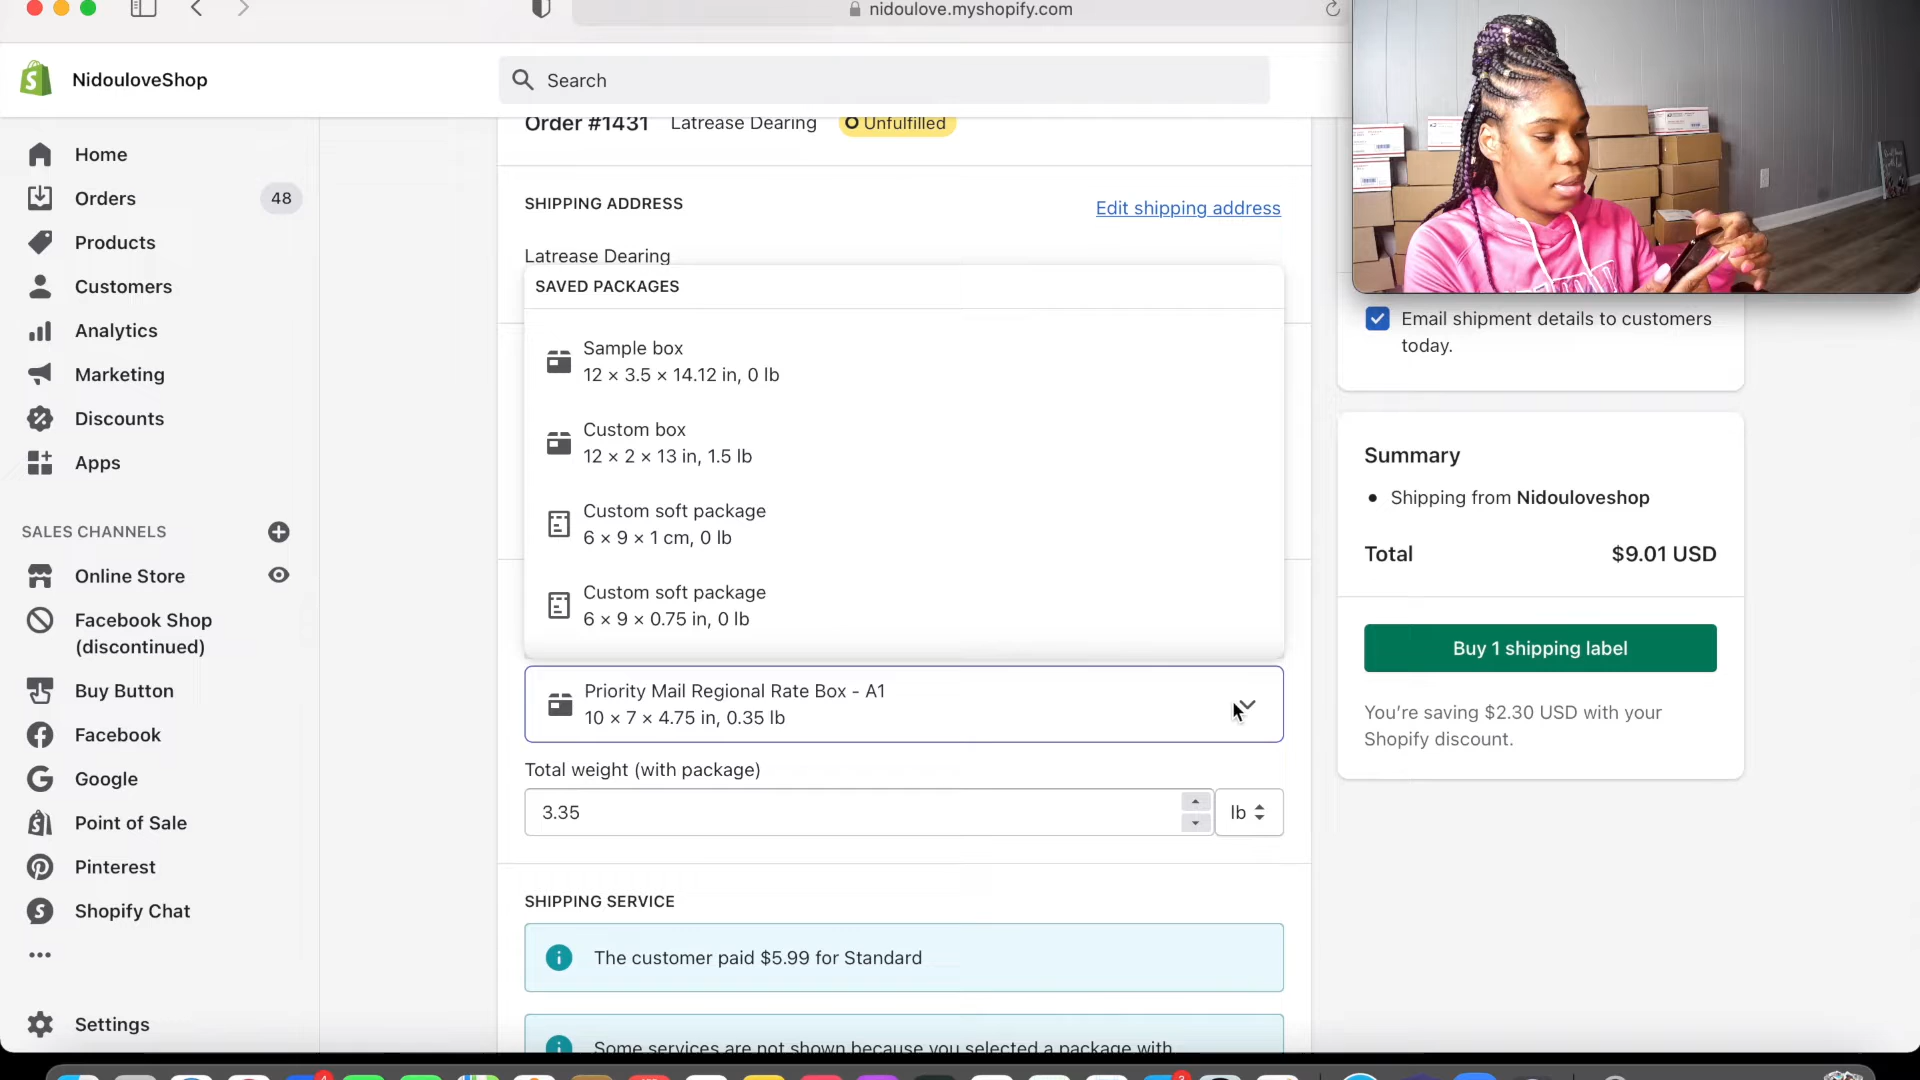 nidoulove.myshopify.com
NidouloveShop
Search
Order #1431 Latrease Dearing Unfulfilled
Home
Orders 48
Products
Customers
Analytics
Marketing
Discounts
Apps
SALES CHANNELS
Online Store
Facebook Shop
(discontinued)
Buy Button
Facebook
Google
Point of Sale
Pinterest
Shopify Chat
Settings
SHIPPING ADDRESS
Edit shipping address
Latrease Dearing
SAVED PACKAGES
Sample box
12 × 3.5 × 14.12 in, 0 lb
Custom box
12 × 2 × 13 in, 1.5 lb
Custom soft package
6 × 9 × 1 cm, 0 lb
Custom soft package
6 × 9 × 0.75 in, 0 lb
Priority Mail Regional Rate Box - A1
10 × 7 × 4.75 in, 0.35 lb
Total weight (with package)
3.35 lb
SHIPPING SERVICE
The customer paid $5.99 for Standard
Some services are not shown because you selected a package with
Email shipment details to customers
today.
Summary
Shipping from Nidouloveshop
Total $9.01 USD
Buy 1 shipping label
You're saving $2.30 USD with your
Shopify discount.